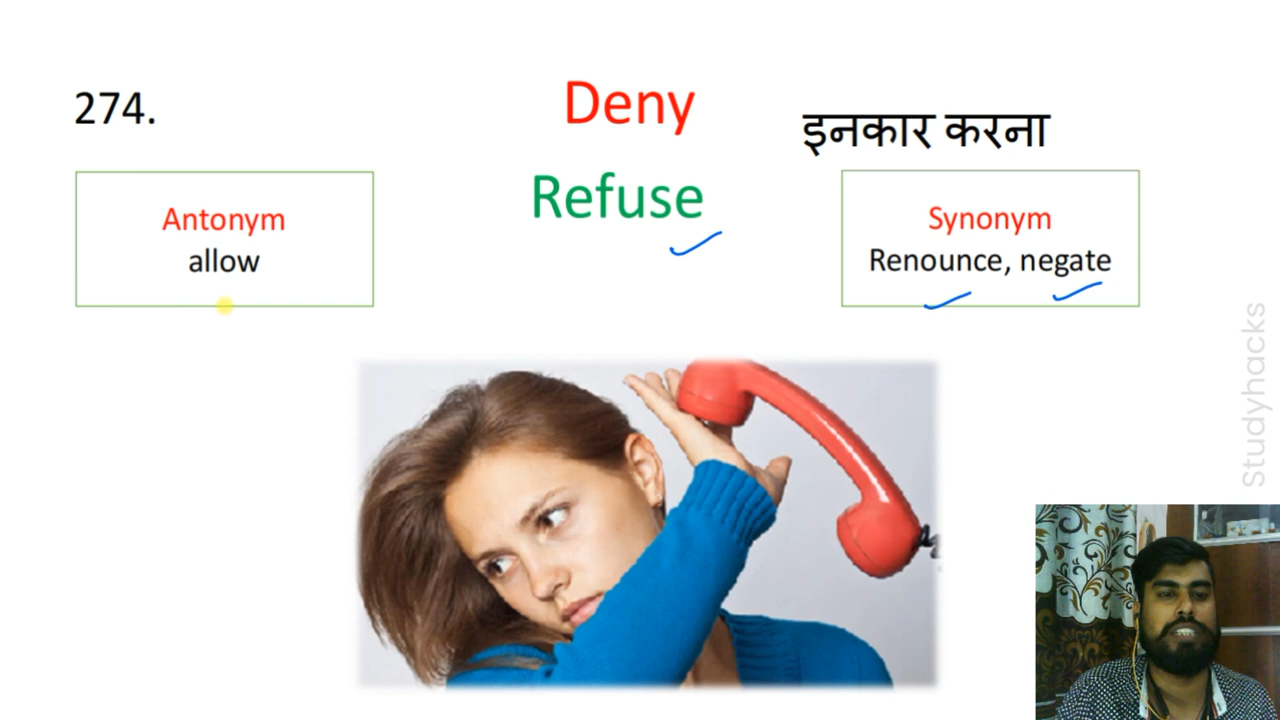 274.
Deny
इनकार करना
Refuse
Antonym
allow
Synonym
Renounce, negate
Studyhacks